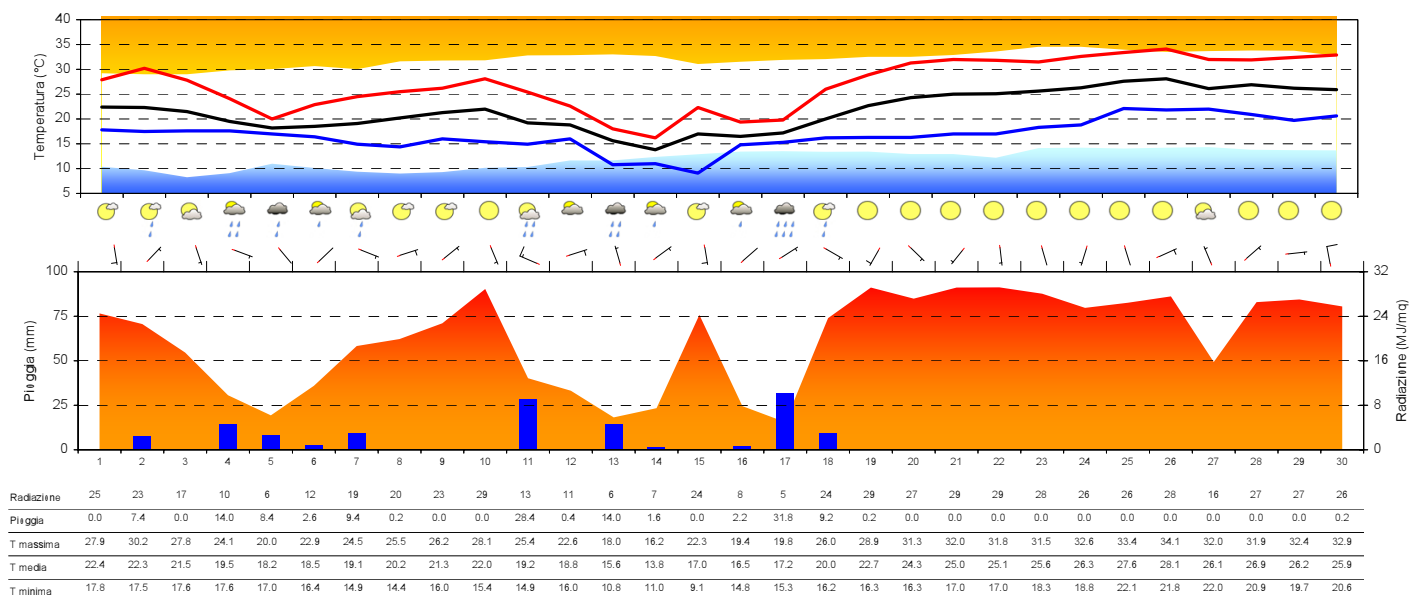 40
35
30
25
20
15
10
5
Temperatura (°C)
100
75
50
25
0
Pioggia (mm)
32
24
16
8
0
Radiazione (MJ/mq)
1 2 3 4 5 6 7 8 9 10 11 12 13 14 15 16 17 18 19 20 21 22 23 24 25 26 27 28 29 30
Radiazione 25 23 17 10 6 12 19 20 23 29 13 11 6 7 24 8 5 24 29 27 29 29 28 26 26 28 16 27 27 26
Pioggia 0.0 7.4 0.0 14.0 8.4 2.6 9.4 0.2 0.0 0.0 28.4 0.4 14.0 1.6 0.0 2.2 31.8 9.2 0.2 0.0 0.0 0.0 0.0 0.0 0.0 0.0 0.0 0.0 0.0 0.2
T massima 27.9 30.2 27.8 24.1 20.0 22.9 24.5 25.5 26.2 28.1 25.4 22.6 18.0 16.2 22.3 19.4 19.8 26.0 28.9 31.3 32.0 31.8 31.5 32.6 33.4 34.1 32.0 31.9 32.4 32.9
T media 22.4 22.3 21.5 19.5 18.2 18.5 19.1 20.2 21.3 22.0 19.2 18.8 15.6 13.8 17.0 16.5 17.2 20.0 22.7 24.3 25.0 25.1 25.6 26.3 27.6 28.1 26.1 26.9 26.2 25.9
T minima 17.8 17.5 17.6 17.6 17.0 16.4 14.9 14.4 16.0 15.4 14.9 16.0 10.8 11.0 9.1 14.8 15.3 16.2 16.3 16.3 17.0 17.0 18.3 18.8 22.1 21.8 22.0 20.9 19.7 20.6